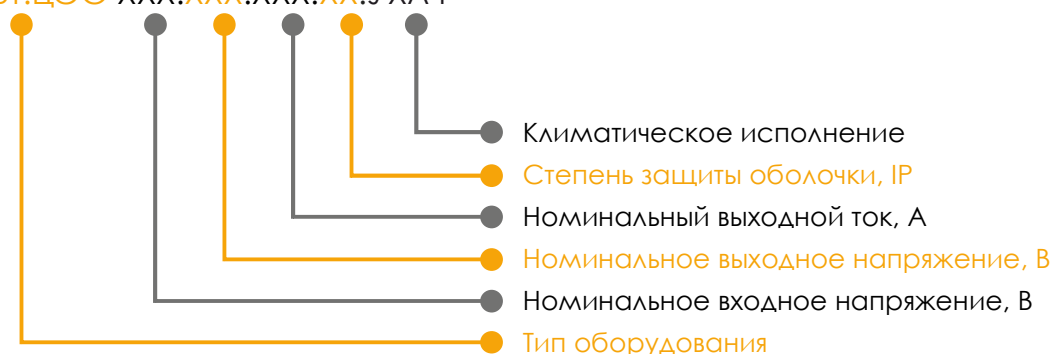 Климатическое исполнение
Степень защиты оболочки, IP
Номинальный выходной ток, А
Номинальное выходное напряжение, В
Номинальное входное напряжение, В
Тип оборудования